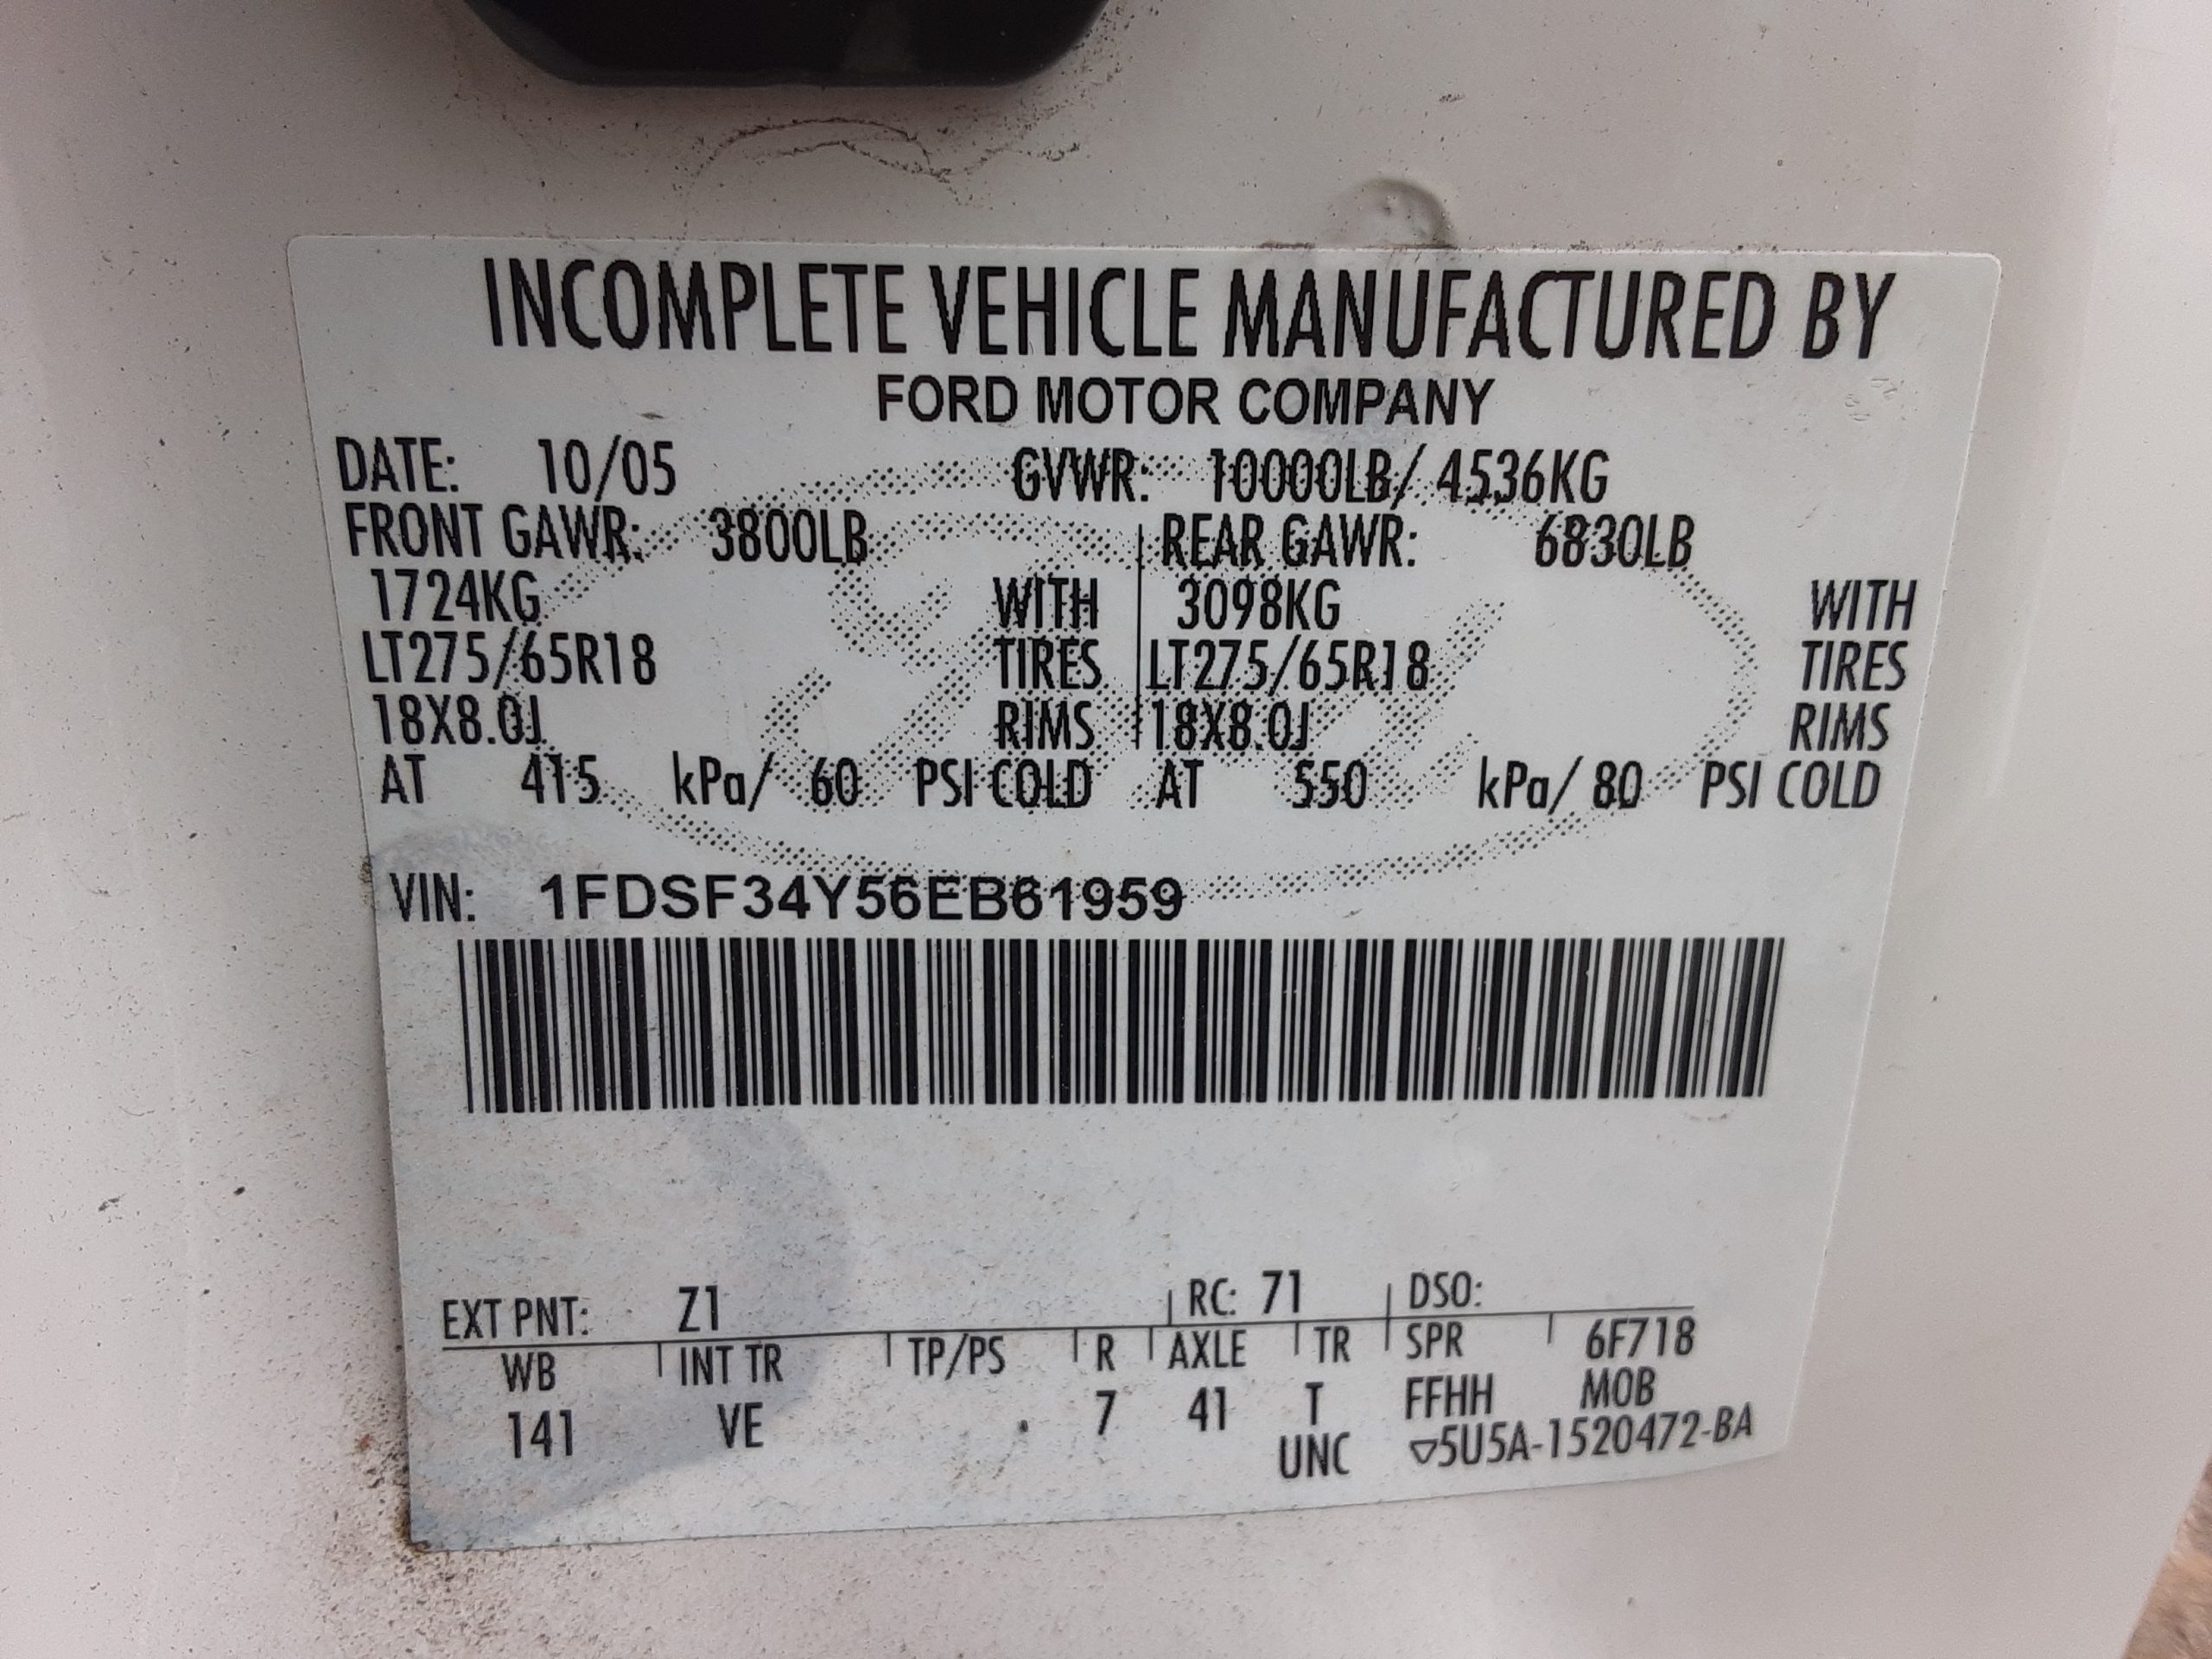 INCOMPLETE VEHICLE MANUFACTURED BY
FORD MOTOR COMPANY
DATE: 10/05 GVWR: 10000LB/ 4536KG
FRONT GAWR: 3800LB REAR GAWR: 6830LB
1724KG WITH 3098KG WITH
LT275/65R18 TIRES LT275/65R18 TIRES
18X8.0J RIMS 18X8.0J RIMS
AT 415 kPa/ 60 PSI COLD AT 550 kPa/ 80 PSI COLD
VIN: 1FDSF34Y56EB61959
EXT PNT: Z1 RC: 71 DSO:
WB INT TR TP/PS R AXLE TR SPR 6F718
141 VE 7 41 T FFHH MOB
UNC ▽5U5A-1520472-BA